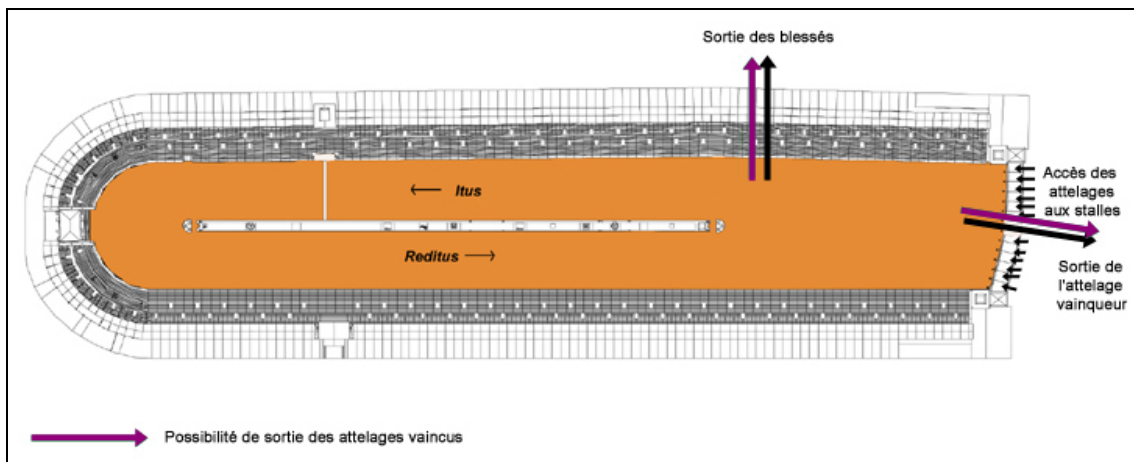 Sortie des blessés
Accès des
attelages
aux stalles
Itus
Reditus
Sortie de
l'attelage
vainqueur
Possibilité de sortie des attelages vaincus